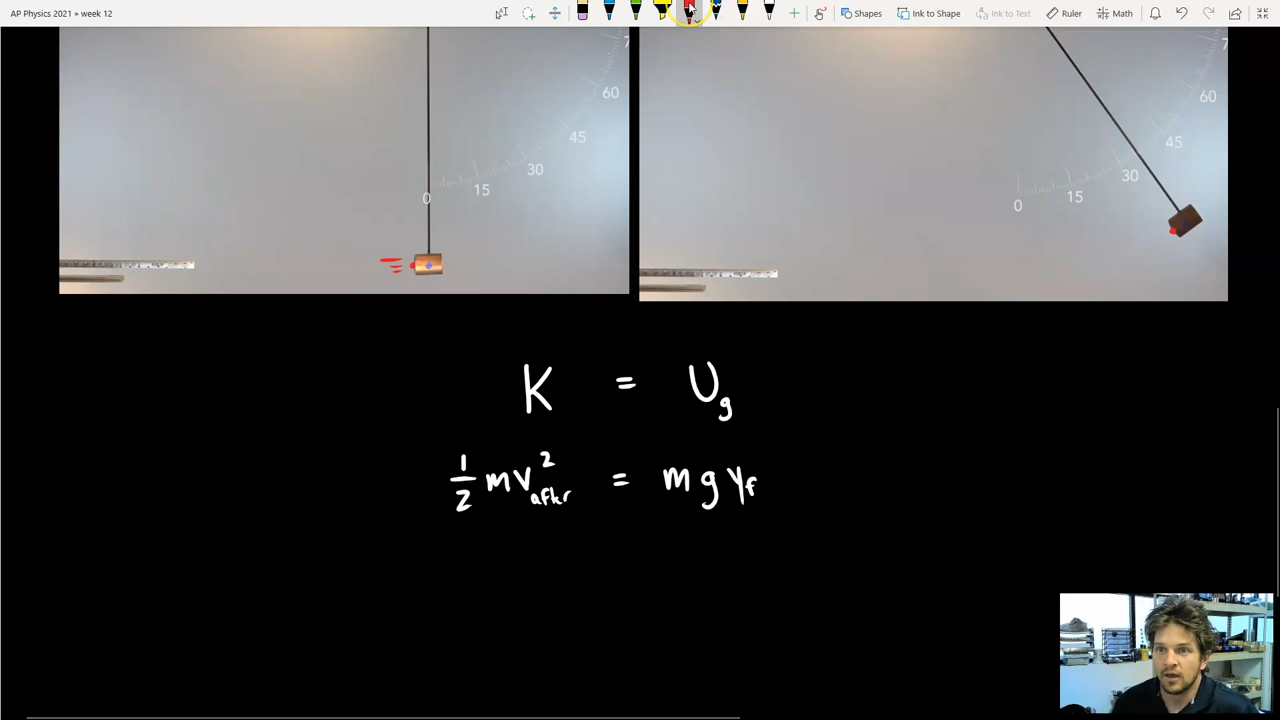 AP Physics 2021 » week 12
Shapes
Ink to Shape
Ink to Text
Ruler
Math
60
45
30
15
0
60
45
30
15
0
K = Ug
1/2 mv²after = mgyf